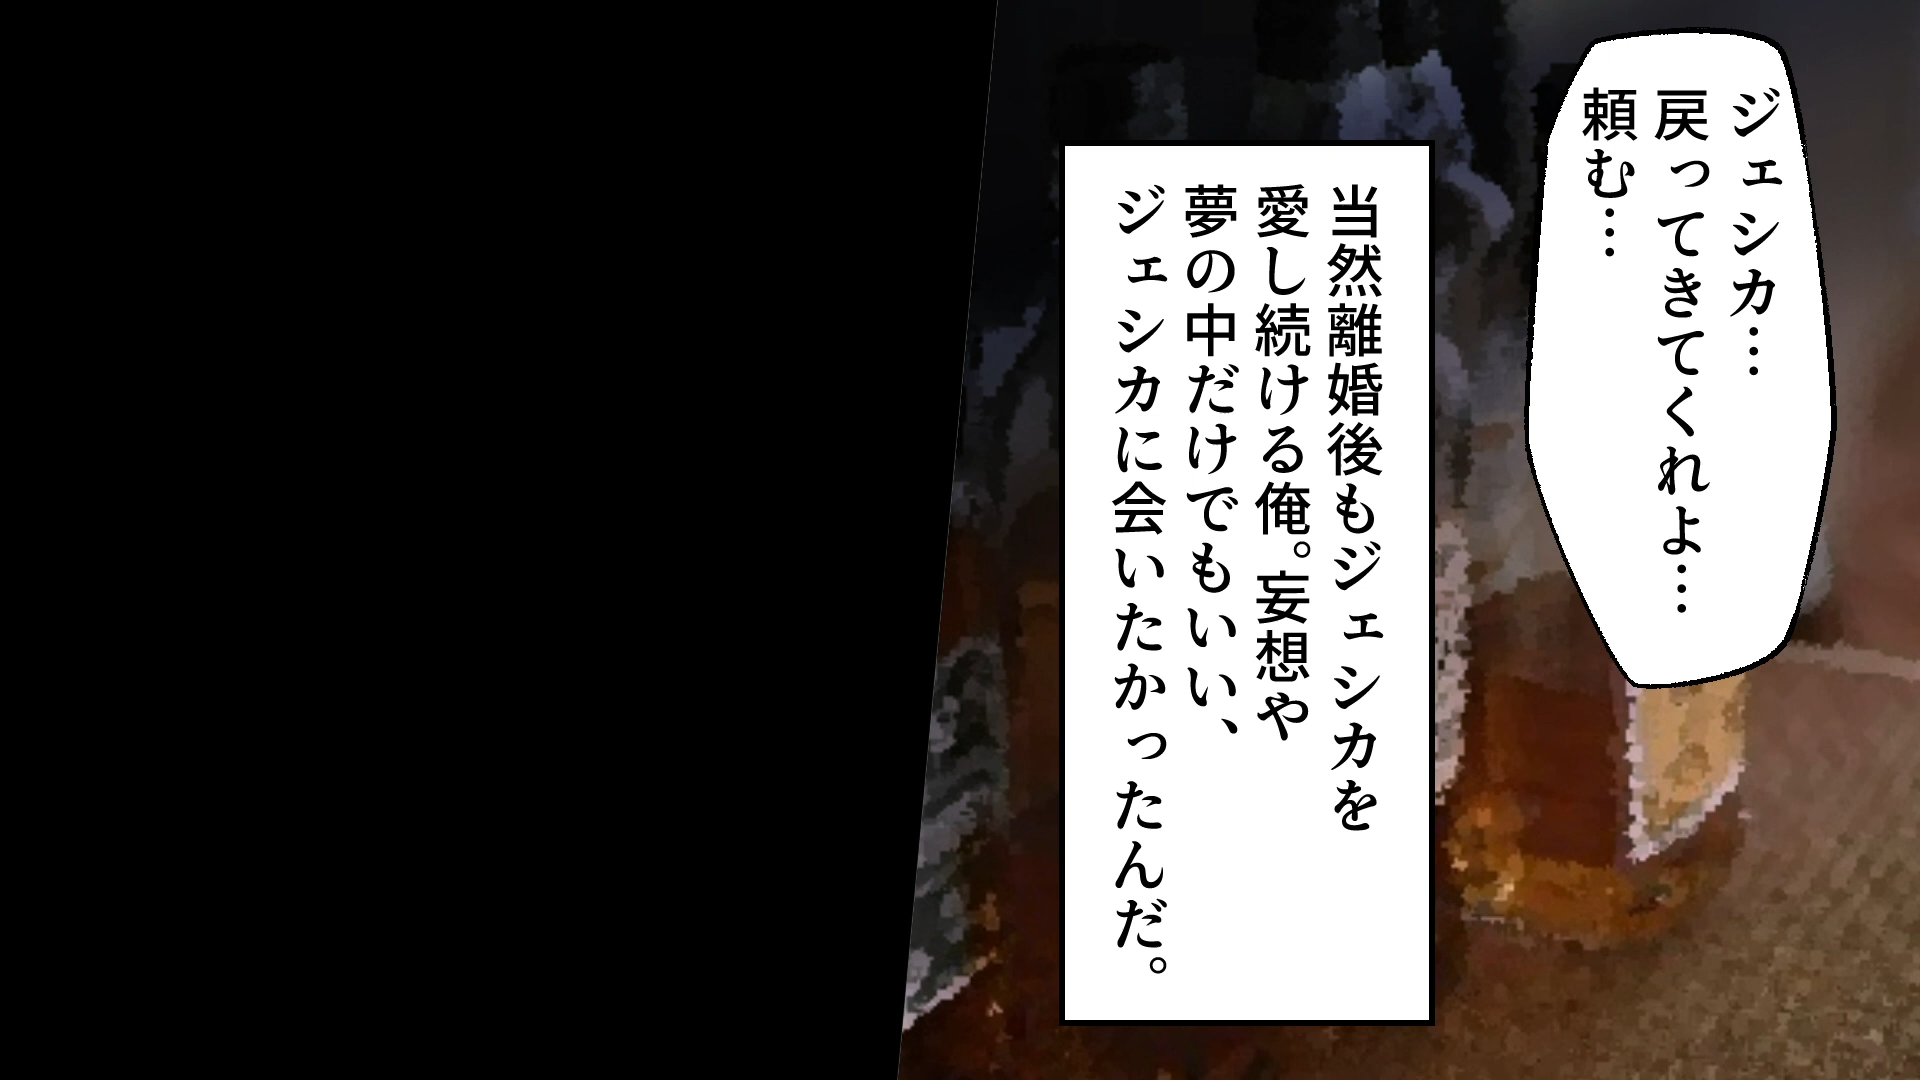 ジェシカ…
戻ってきてくれよ…
頼む…
当然離婚後もジェシカを
愛し続ける俺。妄想や
夢の中だけでもいい、
ジェシカに会いたかったんだ。